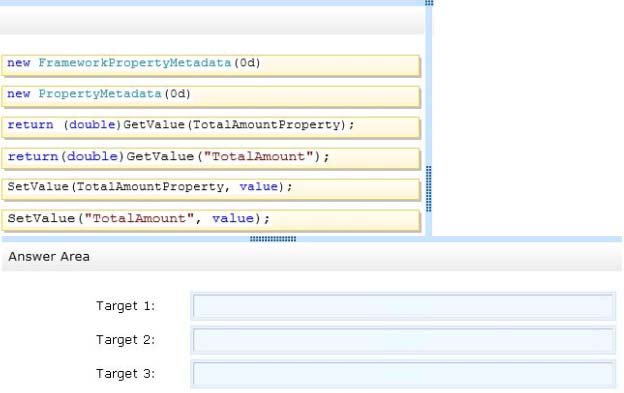 new FrameworkPropertyMetadata(0d)
new PropertyMetadata(0d)
return (double)GetValue(TotalAmountProperty);
return(double)GetValue("TotalAmount");
SetValue(TotalAmountProperty, value);
SetValue("TotalAmount", value);
Answer Area
Target 1:
Target 2:
Target 3: